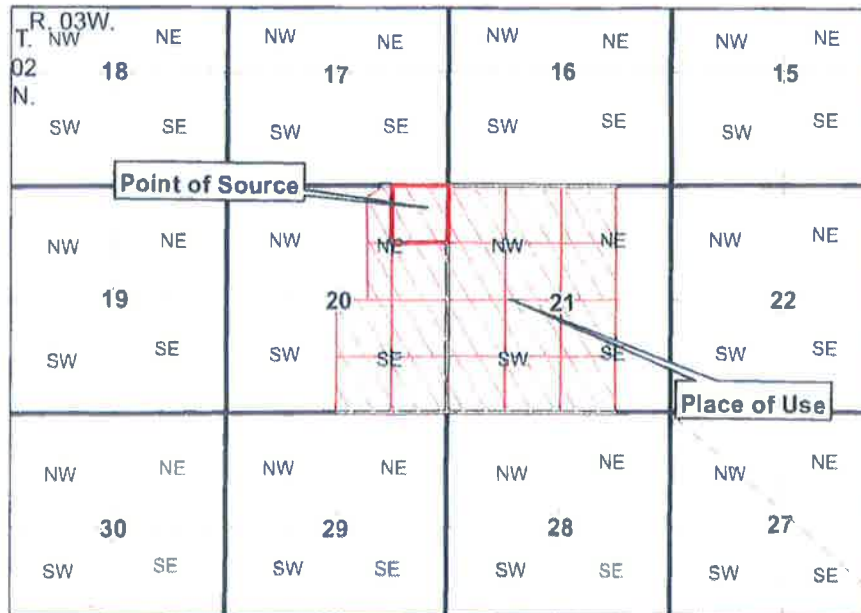 R. 03W.
T. NW NE NW NE NW NE NW NE
02 18 17 16 15
N.
SW SE SW SE SW SE SW SE
Point of Source
NW NE NW NE NW NE NW NE
19 20 21 22
SW SE SW SE SW SE SW SE
Place of Use
NW NE NW NE NW NE NW NE
30 29 28 27
SW SE SW SE SW SE SW SE